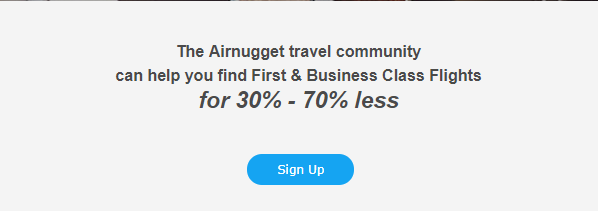 The Airnugget travel community
can help you find First & Business Class Flights
for 30% - 70% less
Sign Up